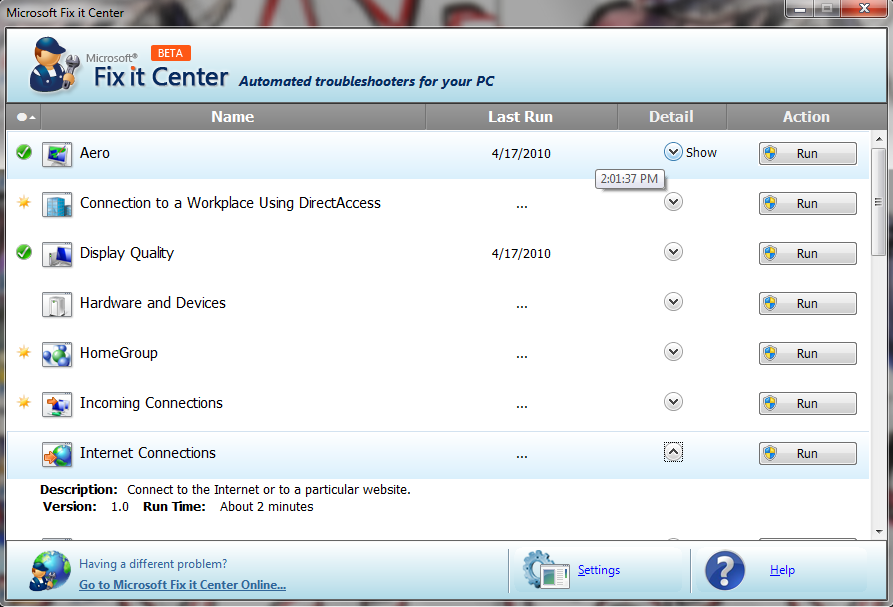 Microsoft Fix it Center
Microsoft® BETA
Fix it Center Automated troubleshooters for your PC
Name Last Run Detail Action
Aero 4/17/2010 Show Run
2:01:37 PM
Connection to a Workplace Using DirectAccess ... Run
Display Quality 4/17/2010 Run
Hardware and Devices ... Run
HomeGroup ... Run
Incoming Connections ... Run
Internet Connections ... Run
Description: Connect to the Internet or to a particular website.
Version: 1.0 Run Time: About 2 minutes
Having a different problem?
Go to Microsoft Fix it Center Online...
Settings
? Help